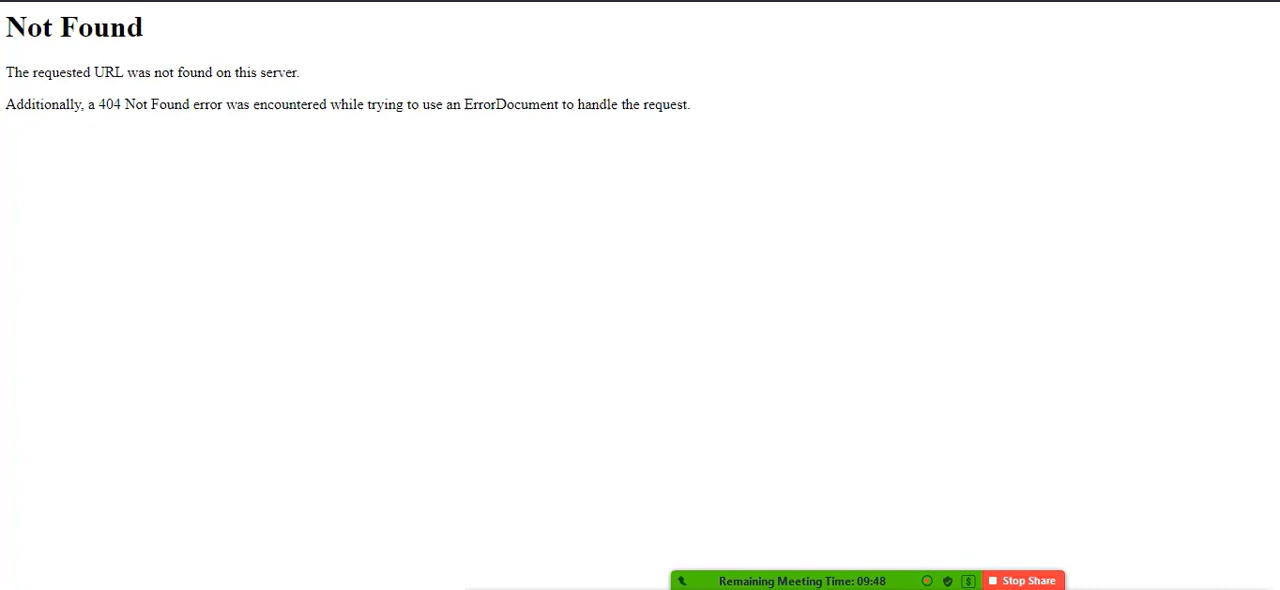 Not Found
The requested URL was not found on this server.
Additionally, a 404 Not Found error was encountered while trying to use an ErrorDocument to handle the request.
Remaining Meeting Time: 09:48
$
Stop Share